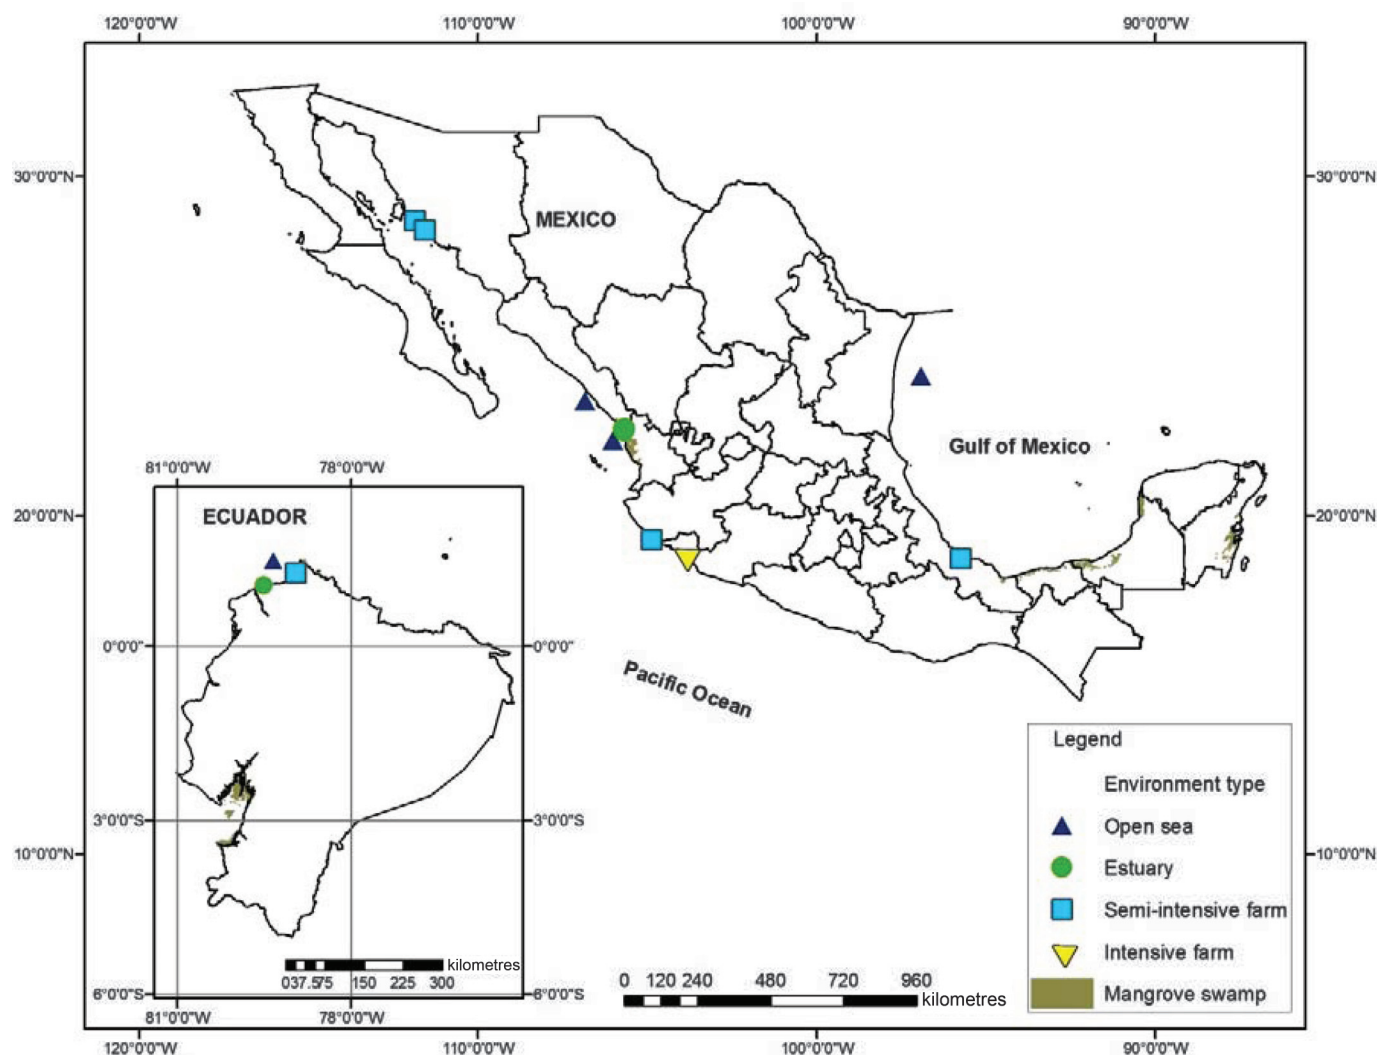 120°0'0"W 110°0'0"W 100°0'0"W 90°0'0"W
30°0'0"N 30°0'0"N
MEXICO
Gulf of Mexico
81°0'0"W 78°0'0"W
20°0'0"N 20°0'0"N
ECUADOR
0°0'0" 0°0'0"
Pacific Ocean
Legend
Environment type
3°0'0"S 3°0'0"S
Open sea
10°0'0"N 10°0'0"N
Estuary
Semi-intensive farm
Intensive farm
kilometres
037.575 150 225 300
0 120 240 480 720 960
kilometres
Mangrove swamp
6°0'0"S 6°0'0"S
81°0'0"W 78°0'0"W
120°0'0"W 110°0'0"W 100°0'0"W 90°0'0"W